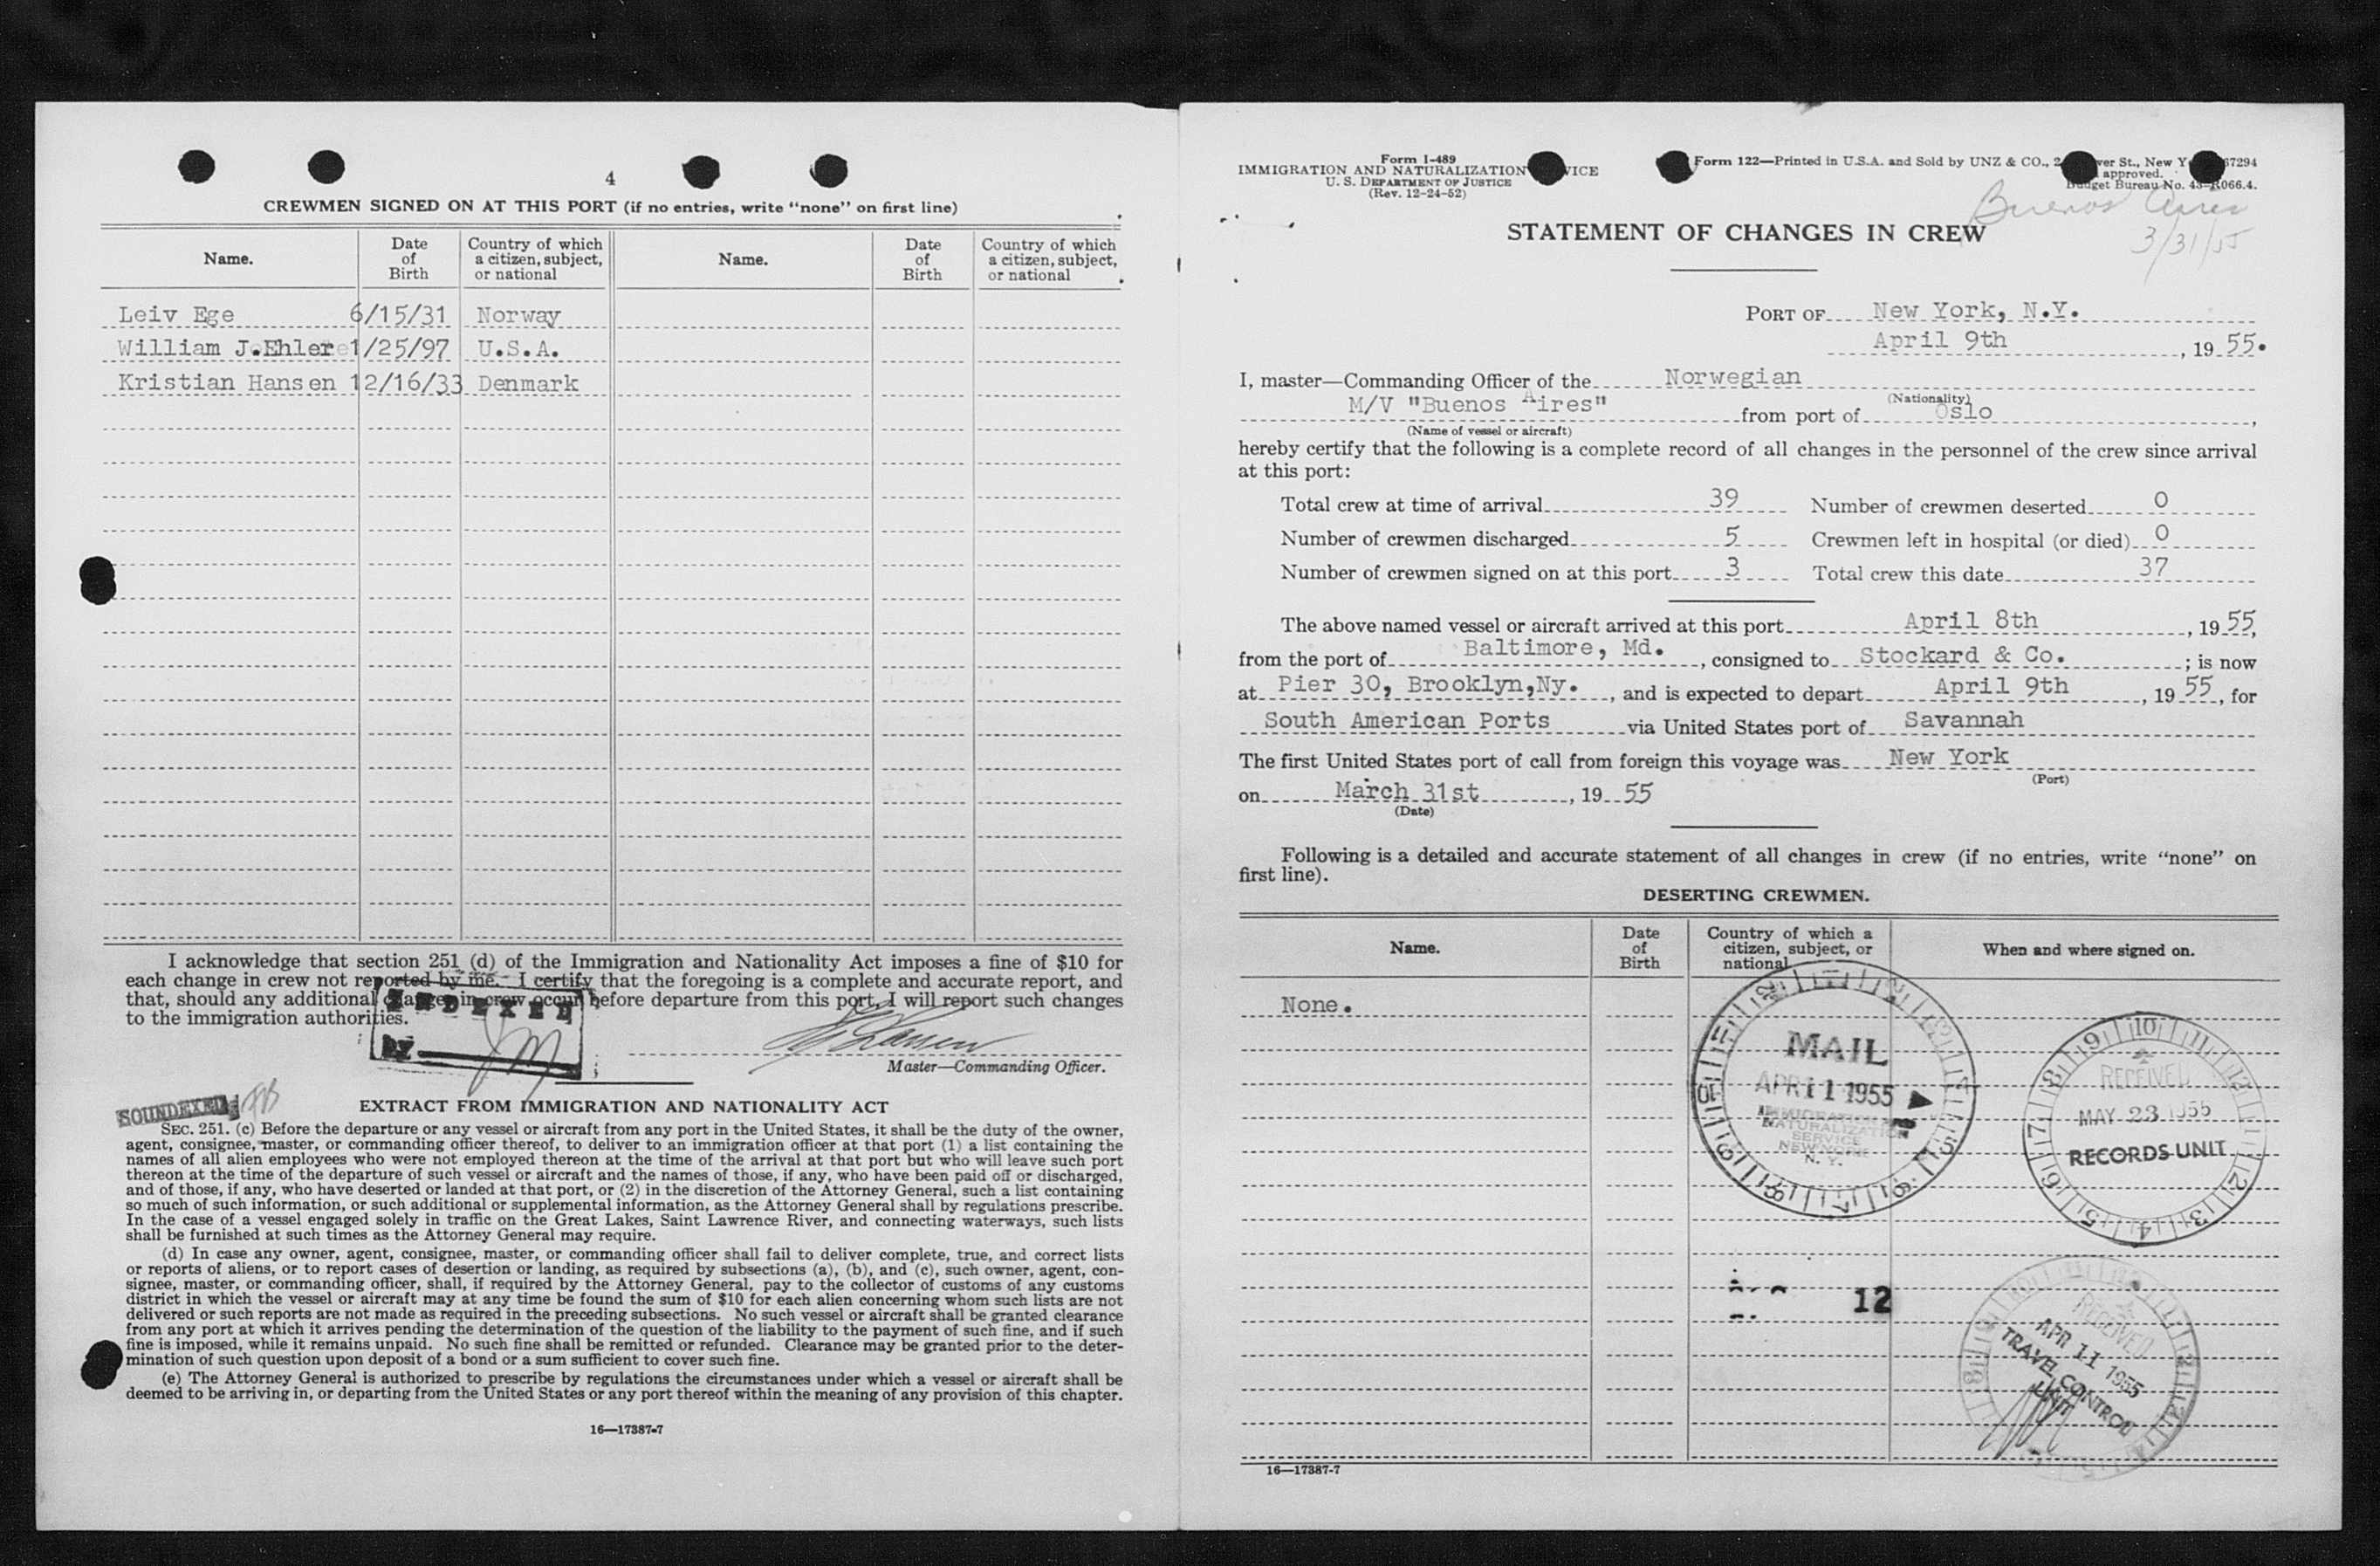 4
CREWMEN SIGNED ON AT THIS PORT (if no entries, write “none” on first line)
Name. Date of Birth Country of which a citizen, subject, or national Name. Date of Birth Country of which a citizen, subject, or national
Leiv Ege 6/15/31 Norway
William J. Ehlere 1/25/97 U.S.A.
Kristian Hansen 12/16/33 Denmark
I acknowledge that section 251 (d) of the Immigration and Nationality Act imposes a fine of $10 for
each change in crew not reported by me. I certify that the foregoing is a complete and accurate report, and
that, should any additional changes in crew occur before departure from this port, I will report such changes
to the immigration authorities.
INDEXED
BY
Master—Commanding Officer.
SOUNDEXED
EXTRACT FROM IMMIGRATION AND NATIONALITY ACT
SEC. 251. (c) Before the departure or any vessel or aircraft from any port in the United States, it shall be the duty of the owner,
agent, consignee, master, or commanding officer thereof, to deliver to an immigration officer at that port (1) a list containing the
names of all alien employees who were not employed thereon at the time of the arrival at that port but who will leave such port
thereon at the time of the departure of such vessel or aircraft and the names of those, if any, who have been paid off or discharged,
and of those, if any, who have deserted or landed at that port, or (2) in the discretion of the Attorney General, such a list containing
so much of such information, or such additional or supplemental information, as the Attorney General shall by regulations prescribe.
In the case of a vessel engaged solely in traffic on the Great Lakes, Saint Lawrence River, and connecting waterways, such lists
shall be furnished at such times as the Attorney General may require.
(d) In case any owner, agent, consignee, master, or commanding officer shall fail to deliver complete, true, and correct lists
or reports of aliens, or to report cases of desertion or landing, as required by subsections (a), (b), and (c), such owner, agent, con-
signee, master, or commanding officer, shall, if required by the Attorney General, pay to the collector of customs of any customs
district in which the vessel or aircraft may at any time be found the sum of $10 for each alien concerning whom such lists are not
delivered or such reports are not made as required in the preceding subsections. No such vessel or aircraft shall be granted clearance
from any port at which it arrives pending the determination of the question of the liability to the payment of such fine, and if such
fine is imposed, while it remains unpaid. No such fine shall be remitted or refunded. Clearance may be granted prior to the deter-
mination of such question upon deposit of a bond or a sum sufficient to cover such fine.
(e) The Attorney General is authorized to prescribe by regulations the circumstances under which a vessel or aircraft shall be
deemed to be arriving in, or departing from the United States or any port thereof within the meaning of any provision of this chapter.
16—17387-7
Form I-489
IMMIGRATION AND NATURALIZATION
U. S. DEPARTMENT OF JUSTICE
(Rev. 12-24-52)
Form 122—Printed in U.S.A. and Sold by UNZ & CO., St., New
approved.
Bureau No.
Buenos Aires
3/31/55
STATEMENT OF CHANGES IN CREW
PORT OF New York, N.Y.
April 9th, 1955.
I, master—Commanding Officer of the Norwegian
(Nationality)
M/V "Buenos Aires" from port of Oslo,
(Name of vessel or aircraft)
hereby certify that the following is a complete record of all changes in the personnel of the crew since arrival
at this port:
Total crew at time of arrival 39 Number of crewmen deserted 0
Number of crewmen discharged 5 Crewmen left in hospital (or died) 0
Number of crewmen signed on at this port 3 Total crew this date 37
The above named vessel or aircraft arrived at this port April 8th, 1955,
from the port of Baltimore, Md., consigned to Stockard & Co.; is now
at Pier 30, Brooklyn,Ny., and is expected to depart April 9th, 1955, for
South American Ports via United States port of Savannah
The first United States port of call from foreign this voyage was New York
(Port)
on March 31st, 1955
(Date)
Following is a detailed and accurate statement of all changes in crew (if no entries, write “none” on
first line).
DESERTING CREWMEN.
Name. Date of Birth Country of which a citizen, subject, or national When and where signed on.
None.
MAIL
APR 11 1955
IMMIGRATION AND
NATURALIZATION
SERVICE
NEW YORK
N. Y.
RECEIVED
MAY 23 1955
RECORDS UNIT
12
RECEIVED
APR 11 1955
TRAVEL CONTROL
UNIT
16—17387-7